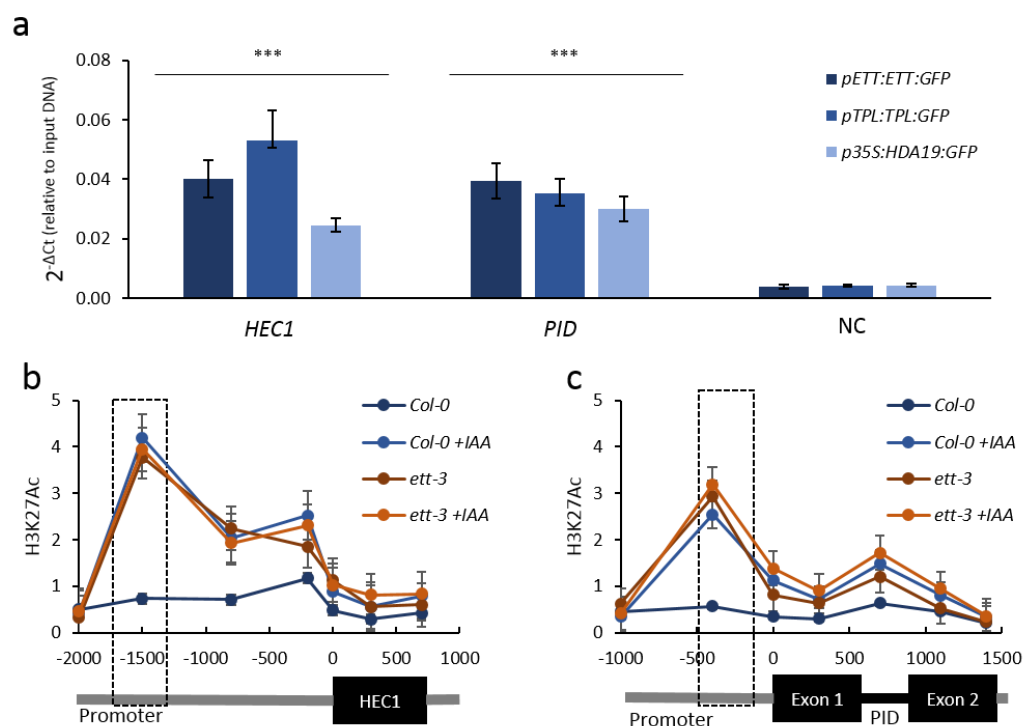 a
2^-ΔCt (relative to input DNA)
0.08
0.06
0.04
0.02
0.00
***
***
pETT:ETT:GFP
pTPL:TPL:GFP
p35S:HDA19:GFP
HEC1
PID
NC
b
H3K27Ac
5
4
3
2
1
0
Col-0
Col-0 +IAA
ett-3
ett-3 +IAA
-2000 -1500 -1000 -500 0 500 1000
Promoter
HEC1
c
H3K27Ac
5
4
3
2
1
0
Col-0
Col-0 +IAA
ett-3
ett-3 +IAA
-1000 -500 0 500 1000 1500
Promoter
Exon 1
PID
Exon 2